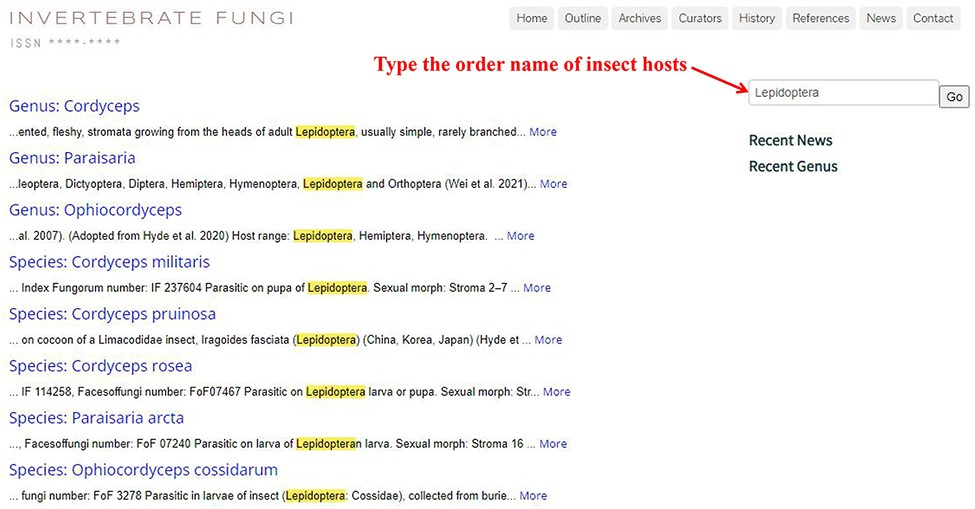 INVERTEBRATE FUNGI
ISSN ****-****
Home Outline Archives Curators History References News Contact
Type the order name of insect hosts
Lepidoptera Go
Recent News
Recent Genus
Genus: Cordyceps
...ented, fleshy, stromata growing from the heads of adult Lepidoptera, usually simple, rarely branched... More
Genus: Paraisaria
...leoptera, Dictyoptera, Diptera, Hemiptera, Hymenoptera, Lepidoptera and Orthoptera (Wei et al. 2021)... More
Genus: Ophiocordyceps
...al. 2007). (Adopted from Hyde et al. 2020) Host range: Lepidoptera, Hemiptera, Hymenoptera. ... More
Species: Cordyceps militaris
... Index Fungorum number: IF 237604 Parasitic on pupa of Lepidoptera. Sexual morph: Stroma 2–7 ... More
Species: Cordyceps pruinosa
... on cocoon of a Limacodidae insect, Iragoides fasciata (Lepidoptera) (China, Korea, Japan) (Hyde et ... More
Species: Cordyceps rosea
... IF 114258, Facesoffungi number: FoF07467 Parasitic on Lepidoptera larva or pupa. Sexual morph: Str... More
Species: Paraisaria arcta
..., Facesoffungi number: FoF 07240 Parasitic on larva of Lepidopteran larva. Sexual morph: Stroma 16 ... More
Species: Ophiocordyceps cossidarum
... fungi number: FoF 3278 Parasitic in larvae of insect (Lepidoptera: Cossidae), collected from burie... More